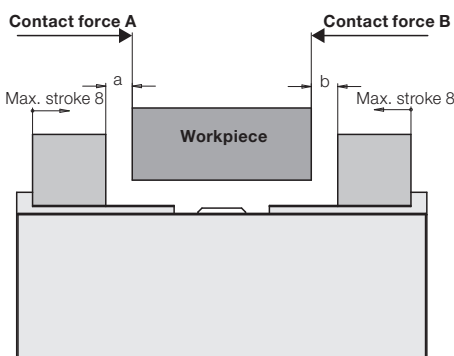 Contact force A
Contact force B
a
b
Max. stroke 8
Max. stroke 8
Workpiece